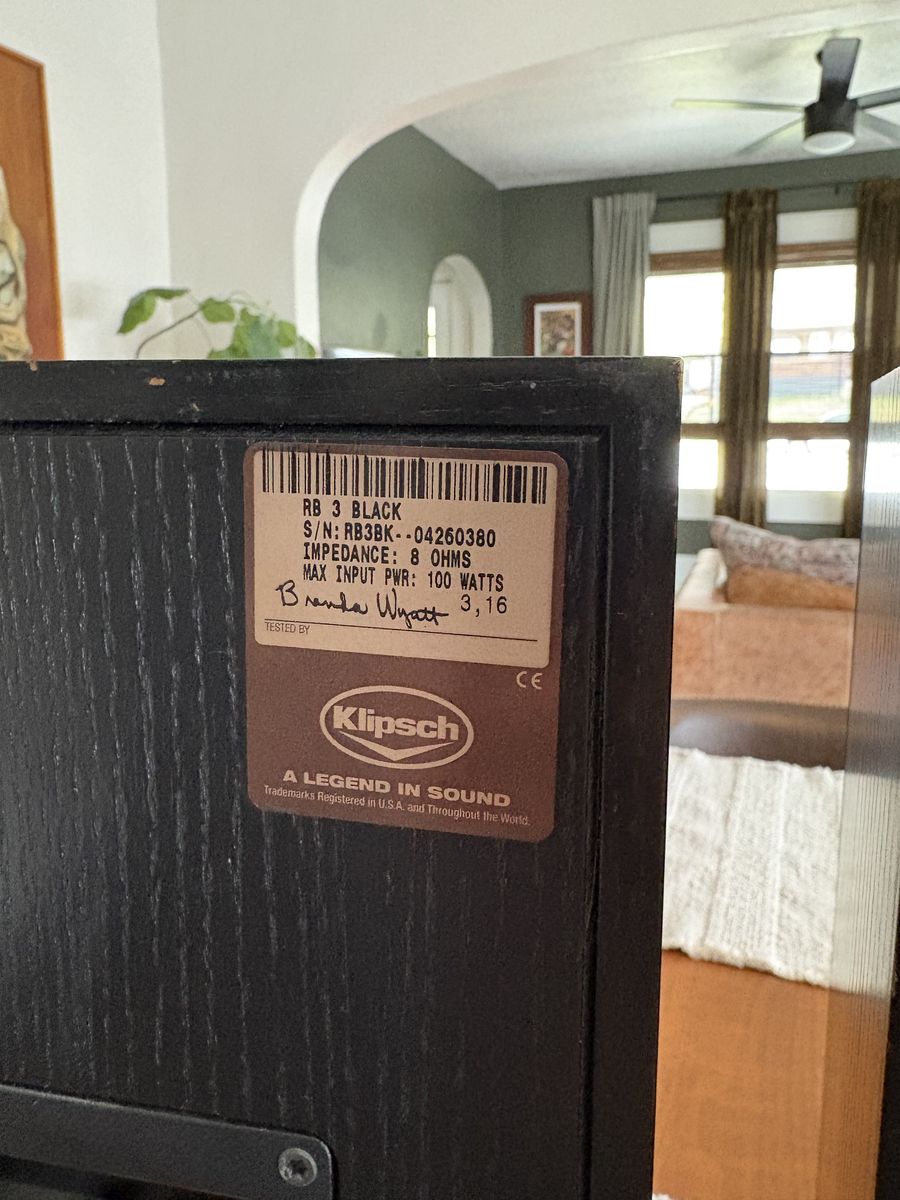 RB 3 BLACK
S/N:RB3BK--04260380
IMPEDANCE: 8 OHMS
MAX INPUT PWR: 100 WATTS
Branda Wyatt 3,16
TESTED BY
CE
Klipsch
A LEGEND IN SOUND
Trademarks Registered in U.S.A. and Throughout the World.